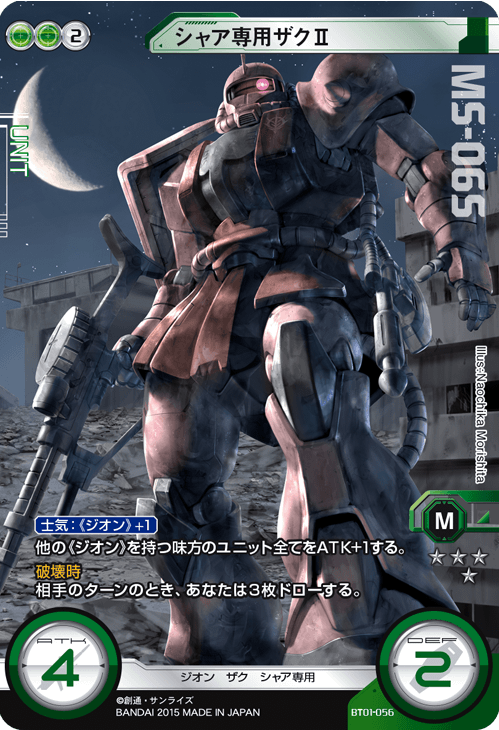 2
シャア専用ザクⅡ
MS-06S
UNIT
Illus:Naochika Morishita
M
士気:《ジオン》+1
他の《ジオン》を持つ味方のユニット全てをATK+1する。
破壊時
相手のターンのとき、あなたは3枚ドローする。
ATK
4
DEF
2
ジオン ザク シャア専用
©創通・サンライズ
BANDAI 2015 MADE IN JAPAN
BT01-056